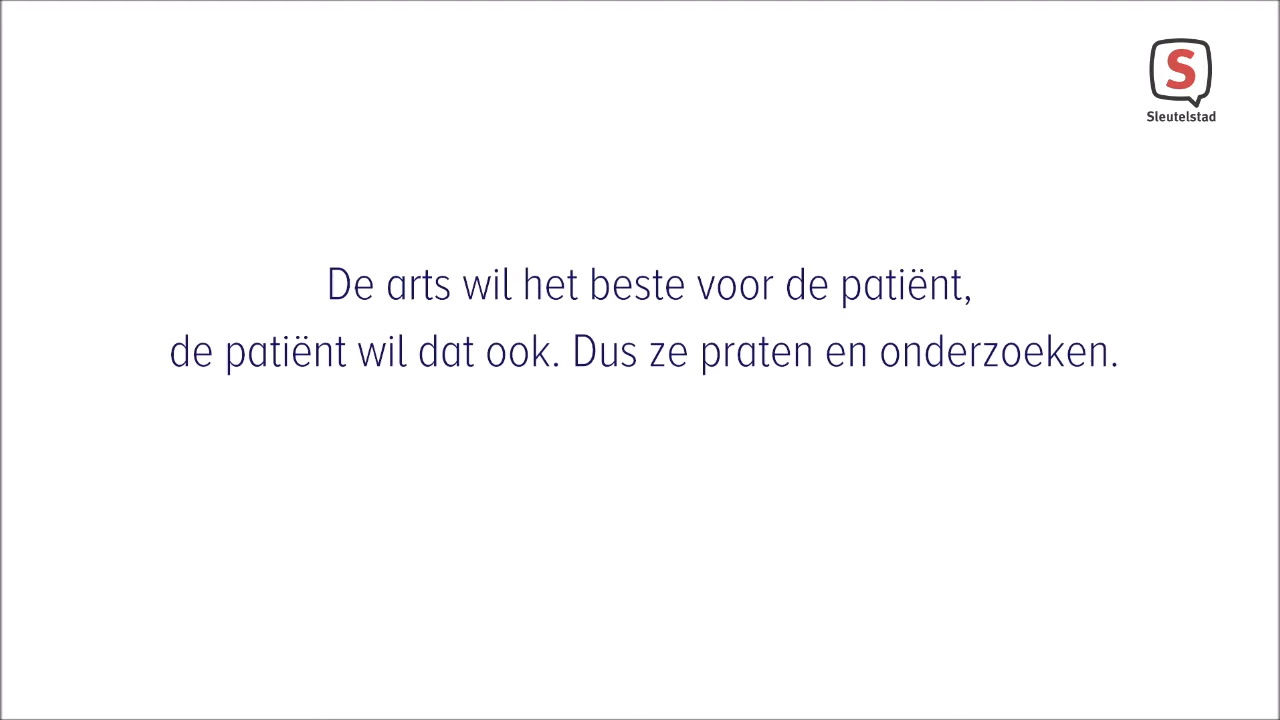 S
Sleutelstad
De arts wil het beste voor de patiënt,
de patiënt wil dat ook. Dus ze praten en onderzoeken.